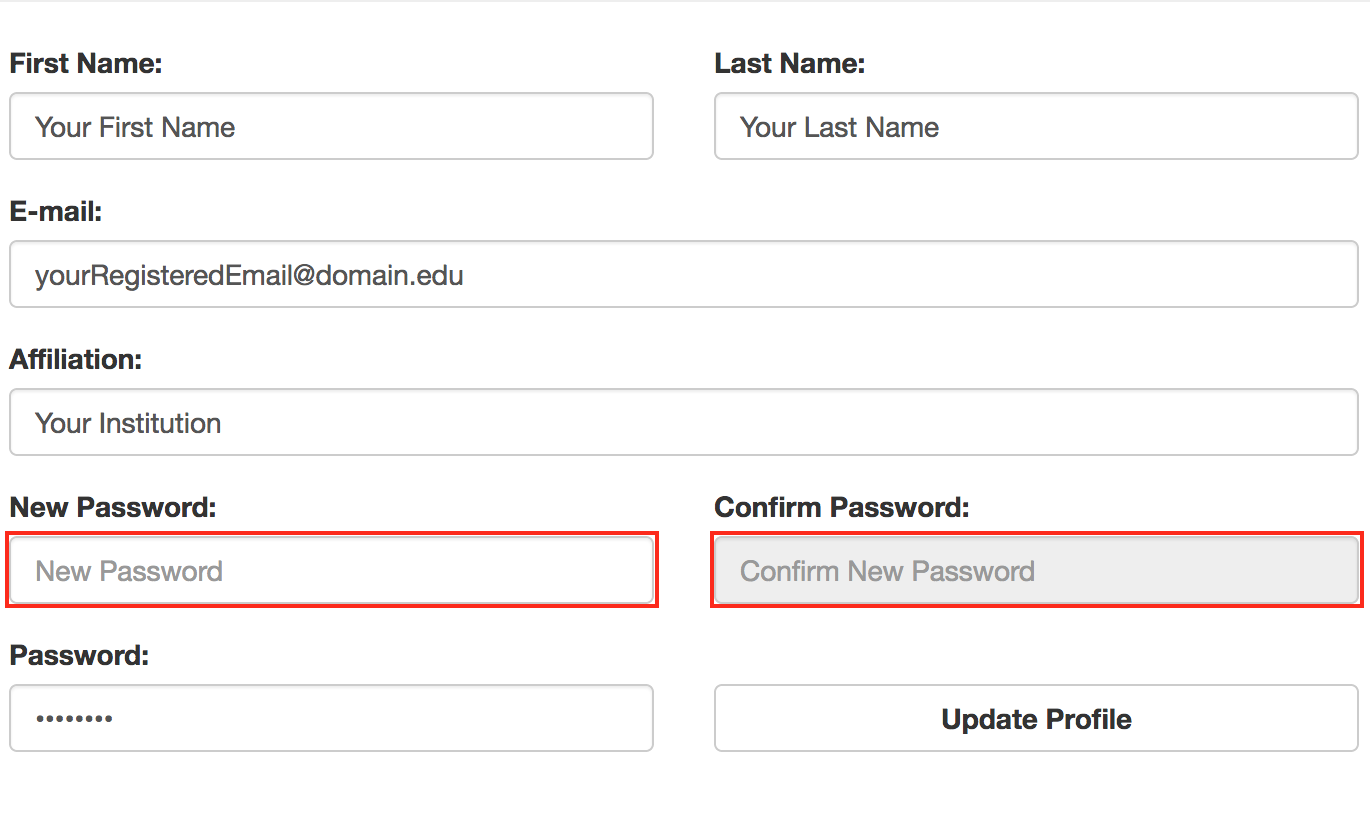 First Name: Last Name:
Your First Name Your Last Name
E-mail:
yourRegisteredEmail@domain.edu
Affiliation:
Your Institution
New Password: Confirm Password:
New Password Confirm New Password
Password:
•••••••• Update Profile